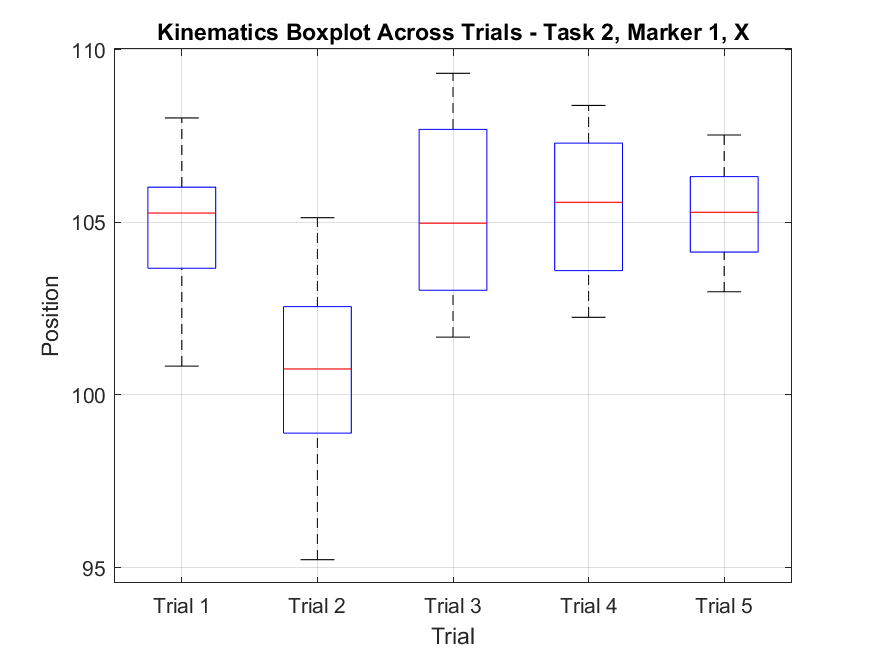 Kinematics Boxplot Across Trials - Task 2, Marker 1, X
110
105
100
95
Position
Trial 1 Trial 2 Trial 3 Trial 4 Trial 5
Trial